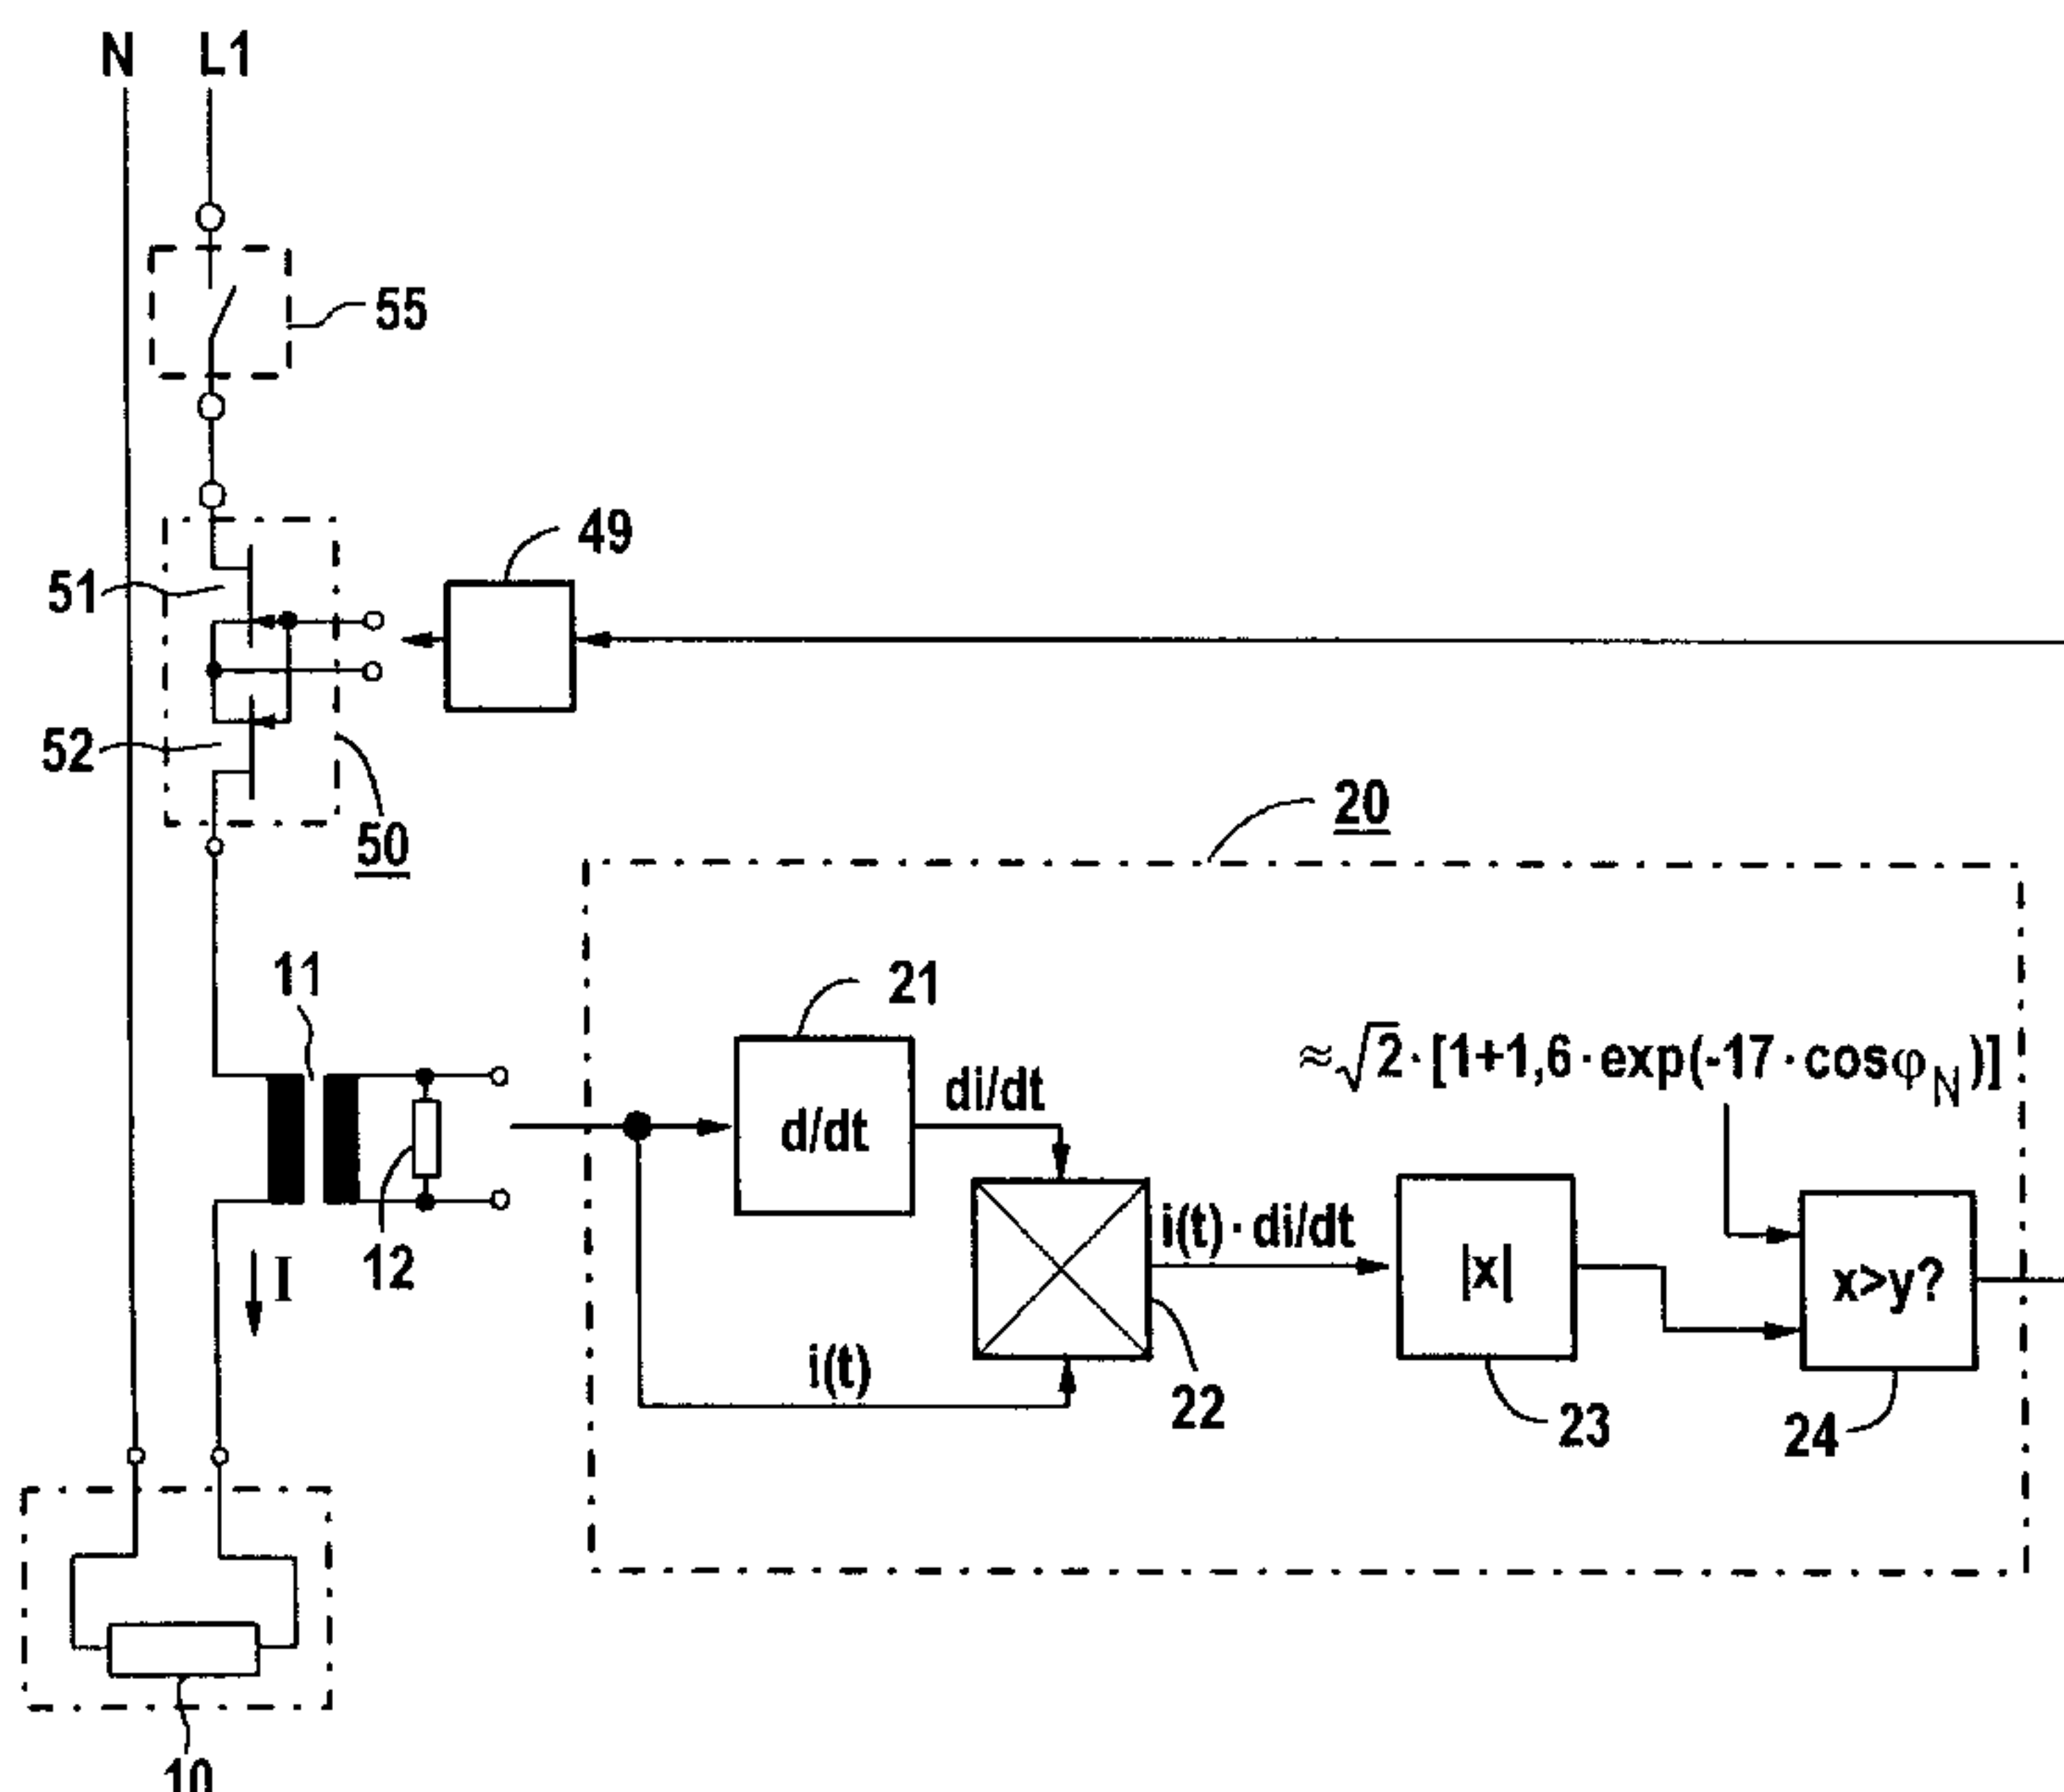 N
L1
55
49
51
52
50
20
11
21
≈√2·[1+1,6·exp(-17·cosφN)]
di/dt
d/dt
i(t)·di/dt
12
I
|x|
x>y?
i(t)
22
23
24
10